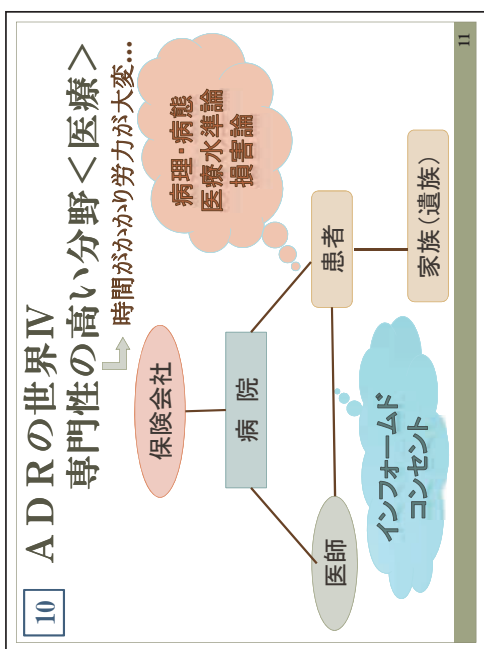 10
ADRの世界Ⅳ
専門性の高い分野＜医療＞
時間がかかり労力が大変…
保険会社
病理・病態
医療水準論
損害論
病 院
医師
患者
インフォームド
コンセント
家族（遺族）
11